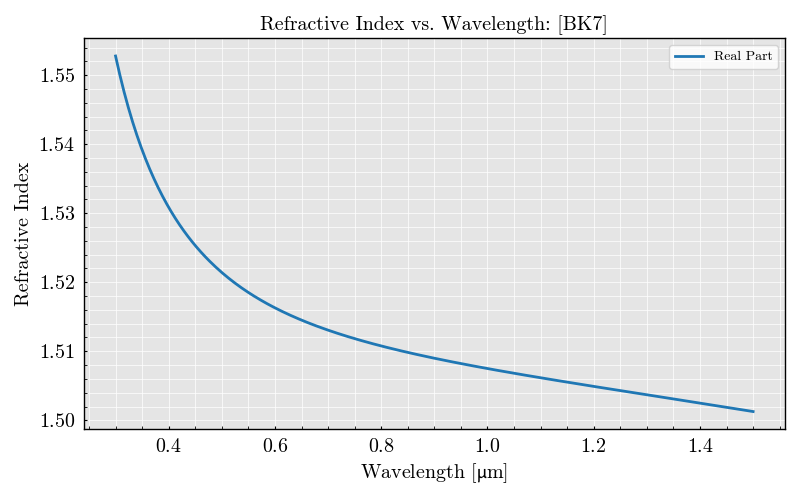 Refractive Index vs. Wavelength: [BK7]
Real Part
1.55
1.54
1.53
1.52
1.51
1.50
Refractive Index
0.4 0.6 0.8 1.0 1.2 1.4
Wavelength [µm]